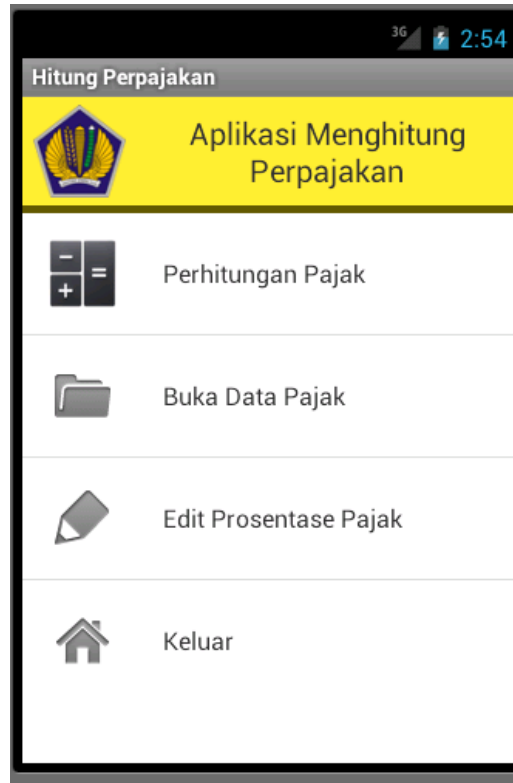 3G 2:54
Hitung Perpajakan
Aplikasi Menghitung
Perpajakan
Perhitungan Pajak
Buka Data Pajak
Edit Prosentase Pajak
Keluar